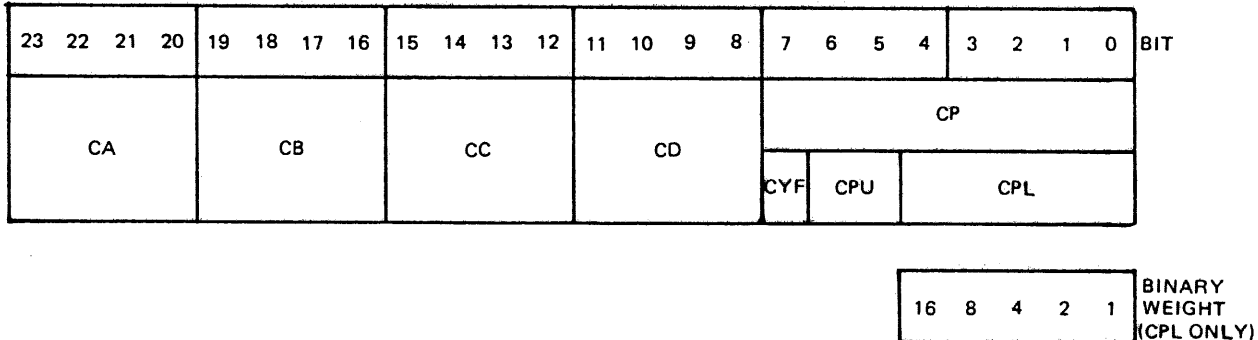 23 22 21 20 19 18 17 16 15 14 13 12 11 10 9 8 7 6 5 4 3 2 1 0 BIT
CP
CA CB CC CD
CYF CPU CPL
BINARY
16 8 4 2 1 WEIGHT
(CPL ONLY)